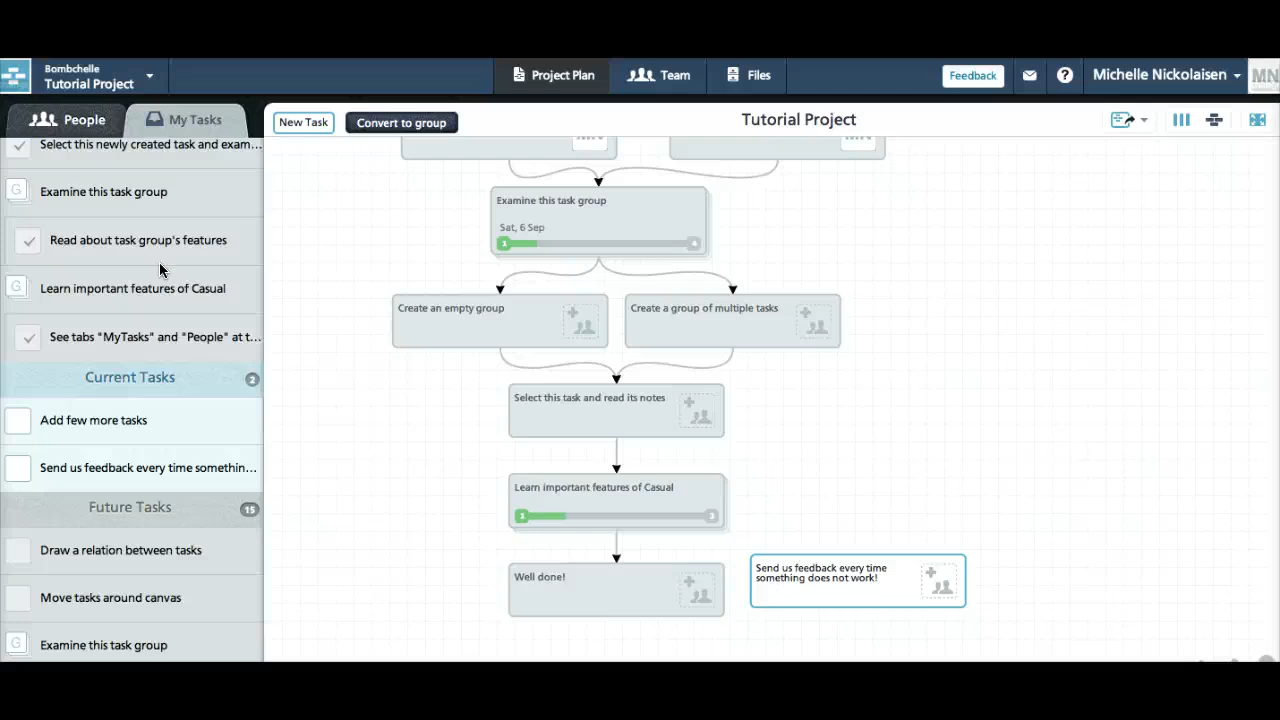 Bombchelle
Tutorial Project
Project Plan
Team
Files
Feedback
?
Michelle Nickolaisen
MN
People
My Tasks
New Task
Convert to group
Tutorial Project
Select this newly created task and exam...
G
Examine this task group
Read about task group's features
G
Learn important features of Casual
See tabs "MyTasks" and "People" at t...
Current Tasks
2
Add few more tasks
Send us feedback every time somethin...
Future Tasks
15
Draw a relation between tasks
Move tasks around canvas
G
Examine this task group
Examine this task group
Sat, 6 Sep
1
4
Create an empty group
Create a group of multiple tasks
Select this task and read its notes
Learn important features of Casual
1
3
Well done!
Send us feedback every time
something does not work!